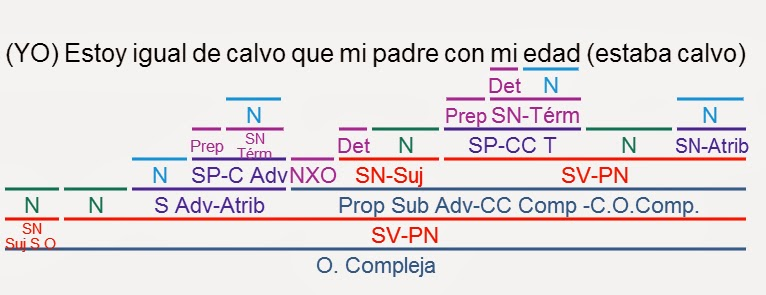 (YO) Estoy igual de calvo que mi padre con mi edad (estaba calvo)
Det N
N Prep SN-Térm N
Prep SN Térm Det N SP-CC T N SN-Atrib
N SP-C Adv NXO SN-Suj SV-PN
N N S Adv-Atrib Prop Sub Adv-CC Comp -C.O.Comp.
SN Suj S.O SV-PN
O. Compleja